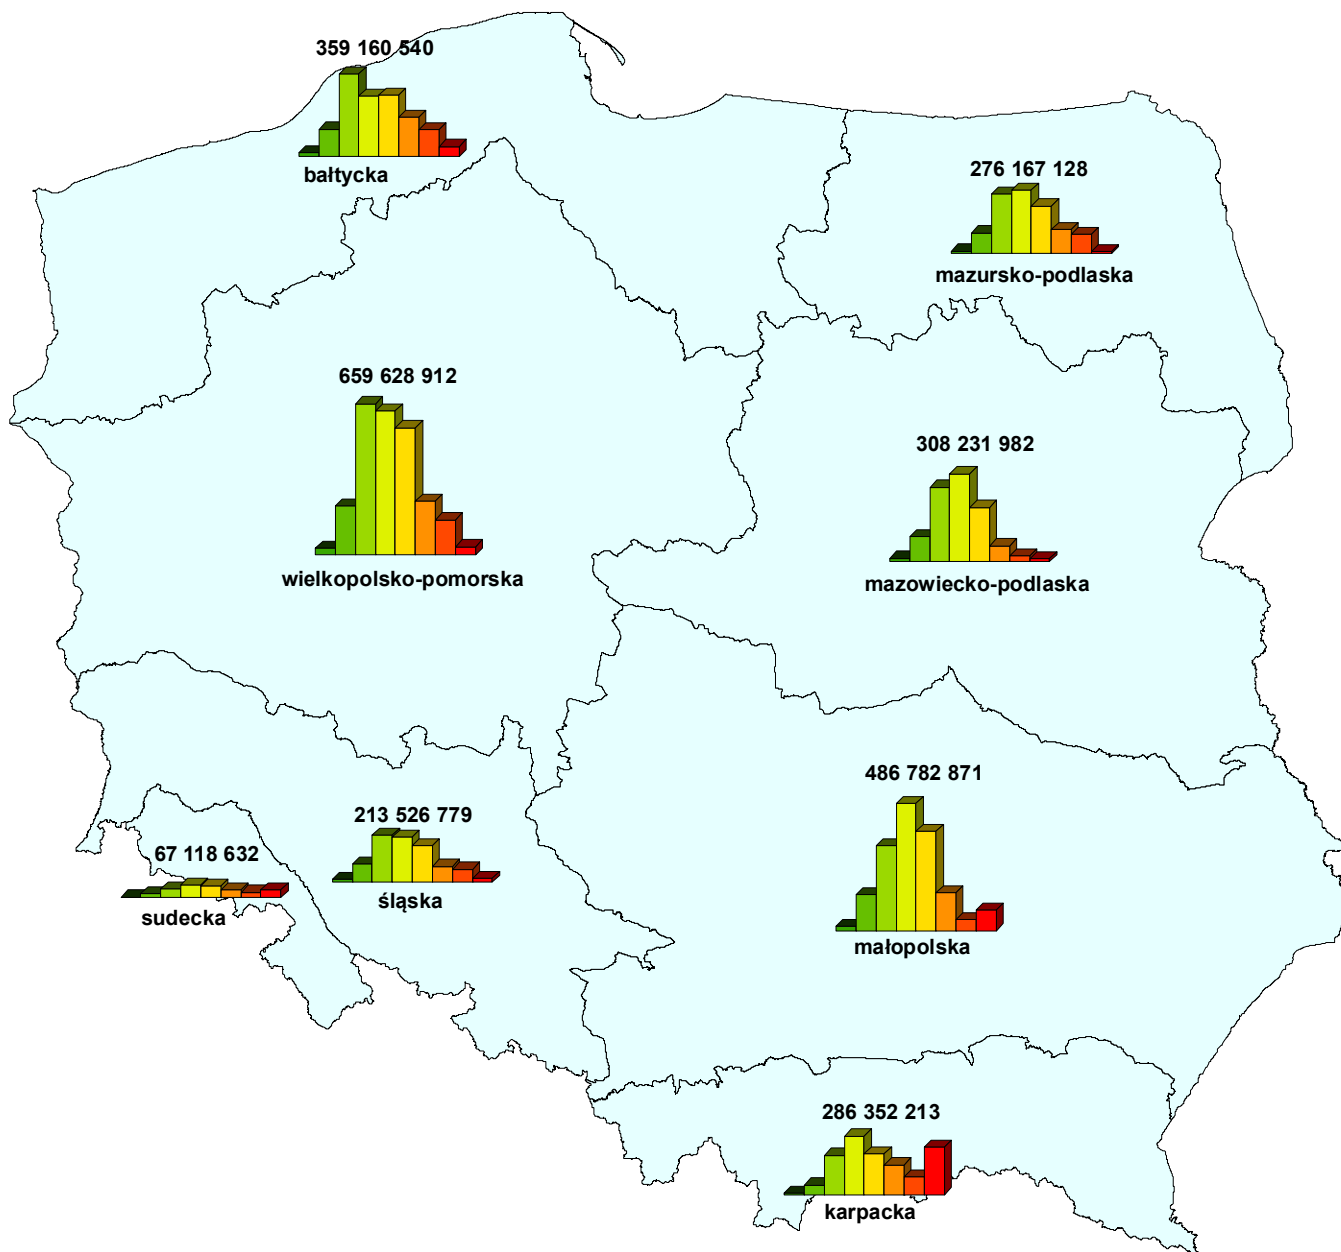 359 160 540
bałtycka
276 167 128
mazursko-podlaska
659 628 912
wielkopolsko-pomorska
308 231 982
mazowiecko-podlaska
486 782 871
małopolska
213 526 779
śląska
67 118 632
sudecka
286 352 213
karpacka